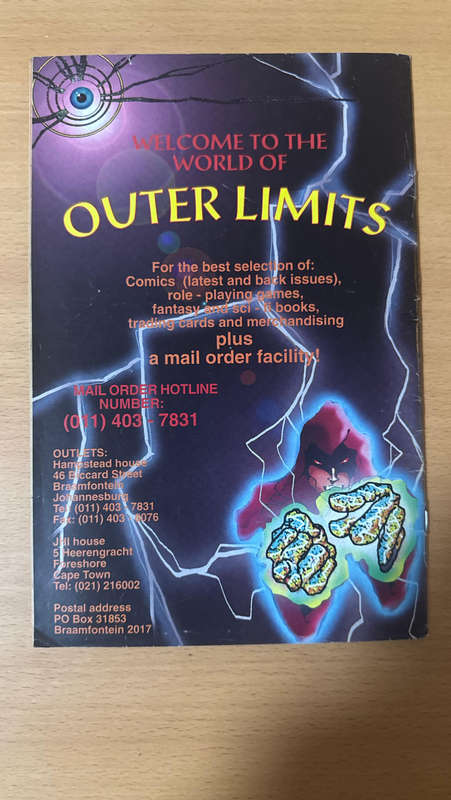 WELCOME TO THE
WORLD OF
OUTER LIMITS
For the best selection of:
Comics (latest and back issues),
role - playing games,
fantasy and sci - fi books,
trading cards and merchandising
plus
a mail order facility!
MAIL ORDER HOTLINE
NUMBER:
(011) 403 - 7831
OUTLETS:
Hampstead house
46 Biccard Street
Braamfontein
Johannesburg
Tel: (011) 403 - 7831
Fax: (011) 403 - 4076
5 Heerengracht
Foreshore
Cape Town
Tel: (021) 216002
Postal address
PO Box 31853
Braamfontein 2017